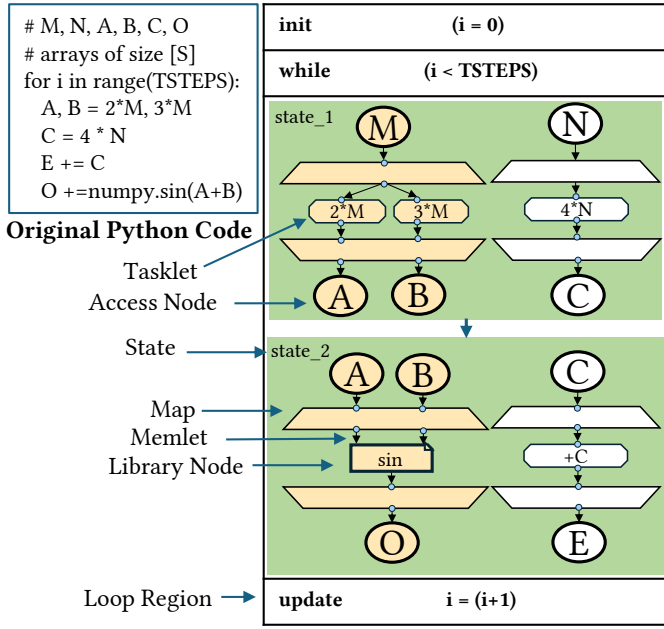 # M, N, A, B, C, O
# arrays of size [S]
for i in range(TSTEPS):
A, B = 2*M, 3*M
C = 4 * N
E += C
O +=numpy.sin(A+B)
Original Python Code
Tasklet
Access Node
State
Map
Memlet
Library Node
Loop Region
init (i = 0)
while (i < TSTEPS)
state_1
M N
2*M 3*M 4*N
A B C
state_2
A B C
sin +C
O E
update i = (i+1)